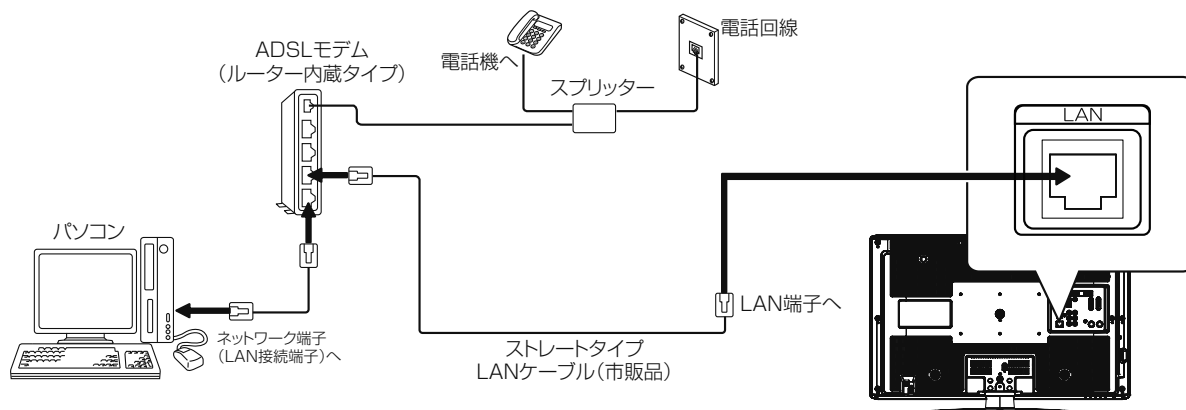 ADSLモデム
（ルーター内蔵タイプ）
電話機へ
電話回線
スプリッター
LAN
パソコン
ネットワーク端子
（LAN接続端子）へ
LAN端子へ
ストレートタイプ
LANケーブル（市販品）